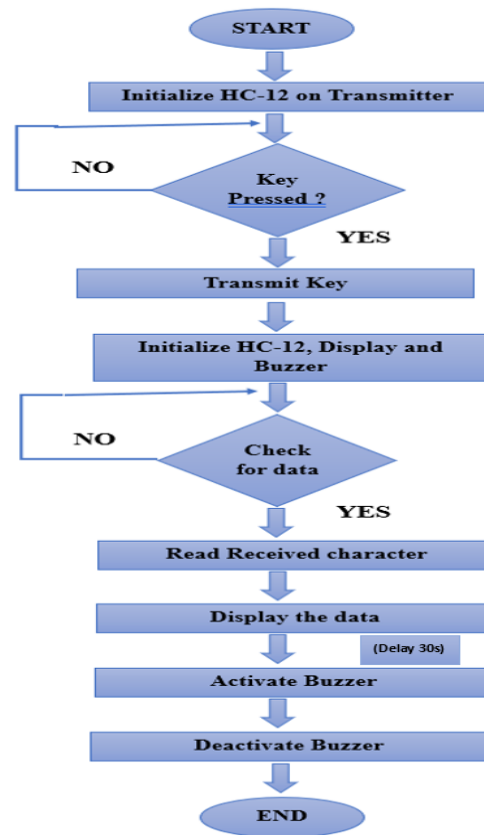 START
Initialize HC-12 on Transmitter
NO
Key
Pressed ?
YES
Transmit Key
Initialize HC-12, Display and
Buzzer
NO
Check
for data
YES
Read Received character
Display the data
(Delay 30s)
Activate Buzzer
Deactivate Buzzer
END